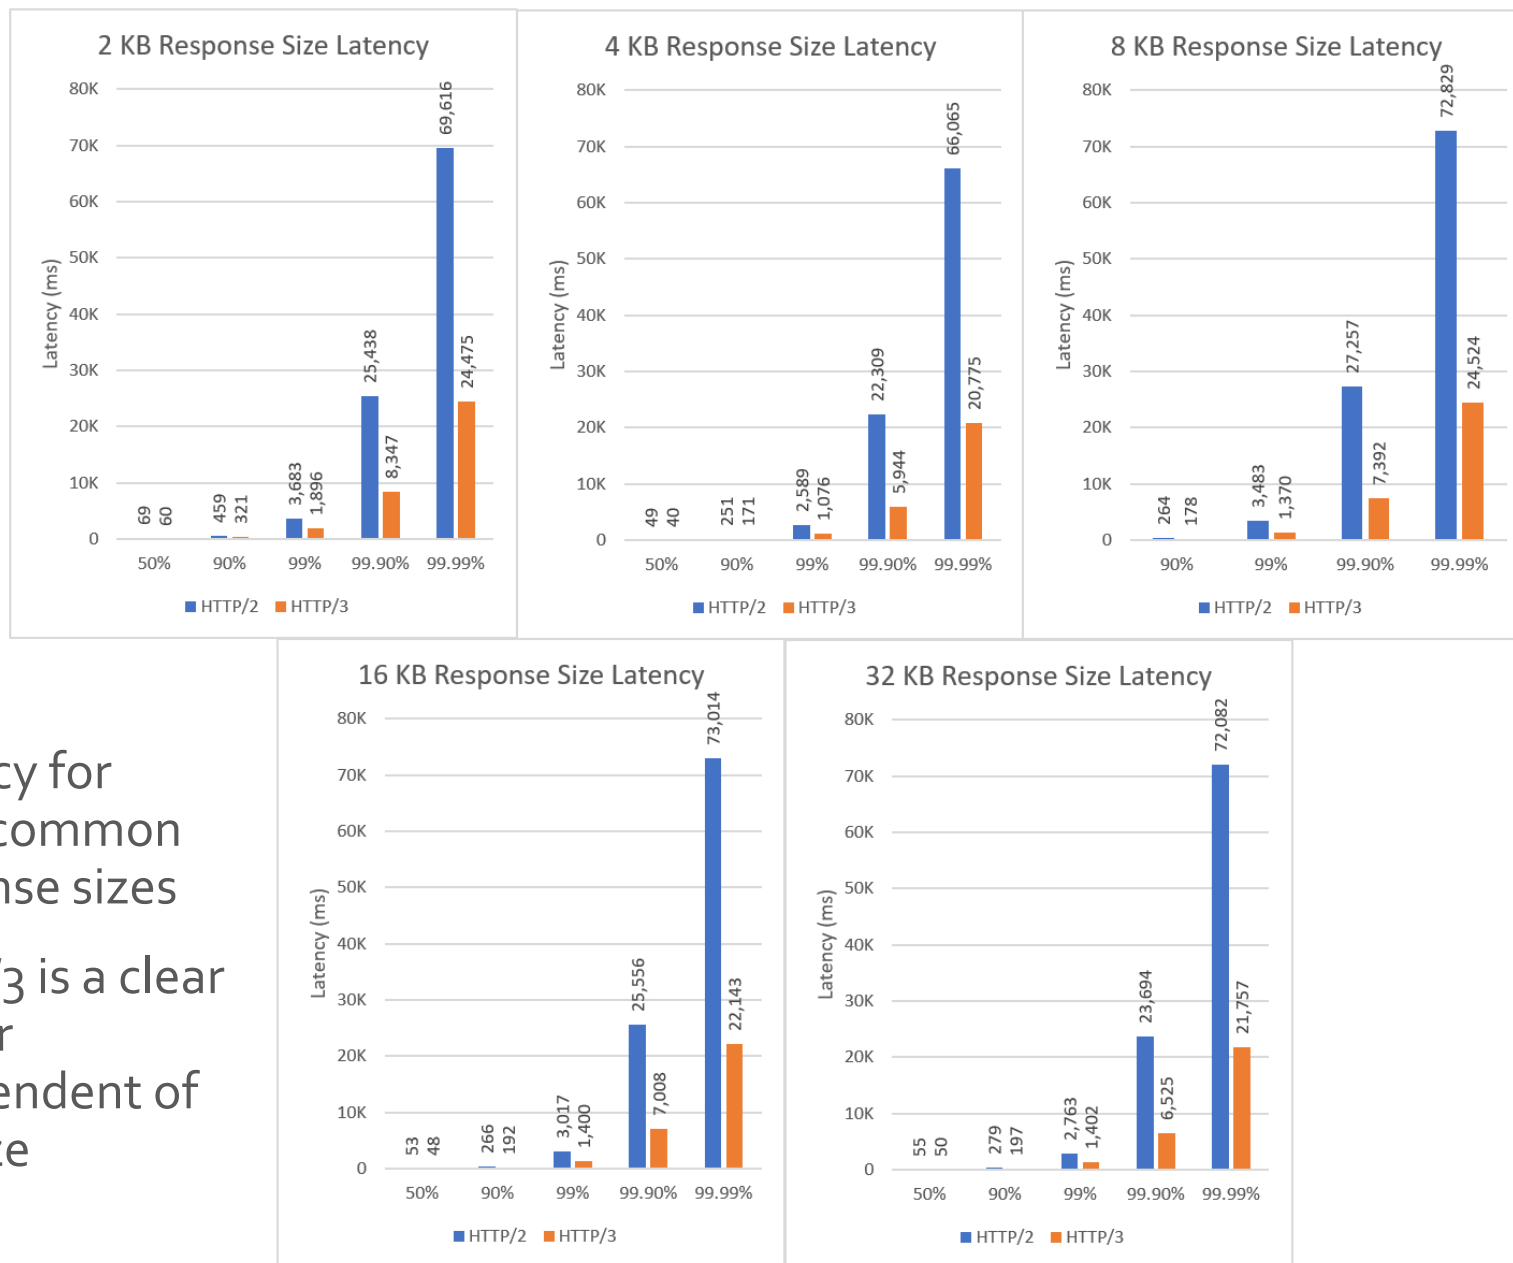 2 KB Response Size Latency
80K
70K
60K
50K
40K
30K
20K
10K
0
Latency (ms)
69 60 459 321 3,683 1,896 25,438 8,347 69,616 24,475
50% 90% 99% 99.90% 99.99%
HTTP/2 HTTP/3
4 KB Response Size Latency
80K
70K
60K
50K
40K
30K
20K
10K
0
Latency (ms)
49 40 251 171 2,589 1,076 22,309 5,944 66,065 20,775
50% 90% 99% 99.90% 99.99%
HTTP/2 HTTP/3
8 KB Response Size Latency
80K
70K
60K
50K
40K
30K
20K
10K
0
Latency (ms)
264 178 3,483 1,370 27,257 7,392 72,829 24,524
90% 99% 99.90% 99.99%
HTTP/2 HTTP/3
cy for
common
nse sizes
/3 is a clear
r
endent of
ze
16 KB Response Size Latency
80K
70K
60K
50K
40K
30K
20K
10K
0
Latency (ms)
53 48 266 192 3,017 1,400 25,556 7,008 73,014 22,143
50% 90% 99% 99.90% 99.99%
HTTP/2 HTTP/3
32 KB Response Size Latency
80K
70K
60K
50K
40K
30K
20K
10K
0
Latency (ms)
55 50 279 197 2,763 1,402 23,694 6,525 72,082 21,757
50% 90% 99% 99.90% 99.99%
HTTP/2 HTTP/3